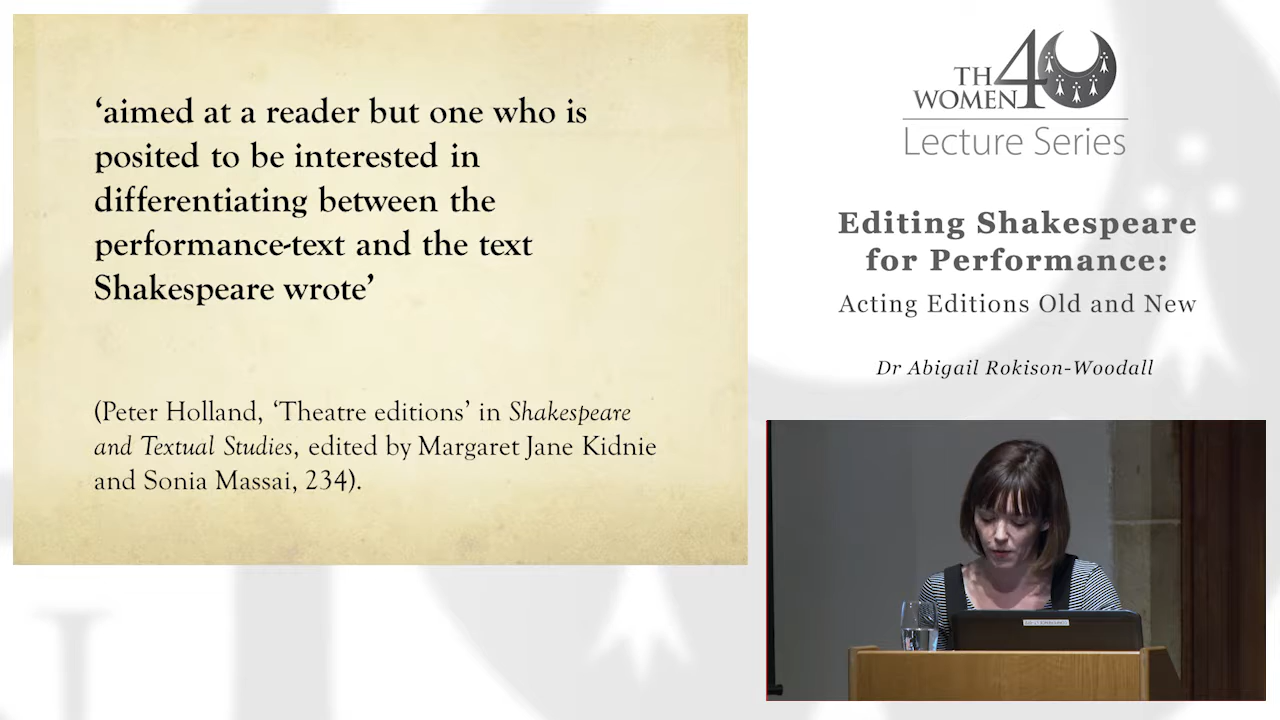 ‘aimed at a reader but one who is
posited to be interested in
differentiating between the
performance-text and the text
Shakespeare wrote’
(Peter Holland, ‘Theatre editions’ in Shakespeare
and Textual Studies, edited by Margaret Jane Kidnie
and Sonia Massai, 234).
TH40
WOMEN
Lecture Series
Editing Shakespeare
for Performance:
Acting Editions Old and New
Dr Abigail Rokison-Woodall